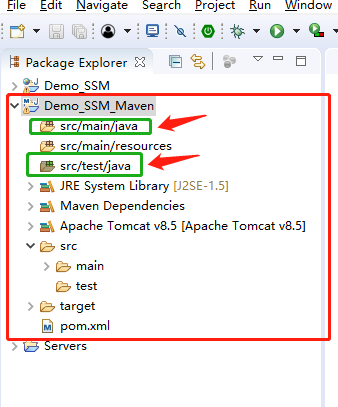 File Edit Navigate Search Project Run Window
Package Explorer
Demo_SSM
Demo_SSM_Maven
src/main/java
src/main/resources
src/test/java
JRE System Library [J2SE-1.5]
Maven Dependencies
Apache Tomcat v8.5 [Apache Tomcat v8.5]
src
main
test
target
pom.xml
Servers